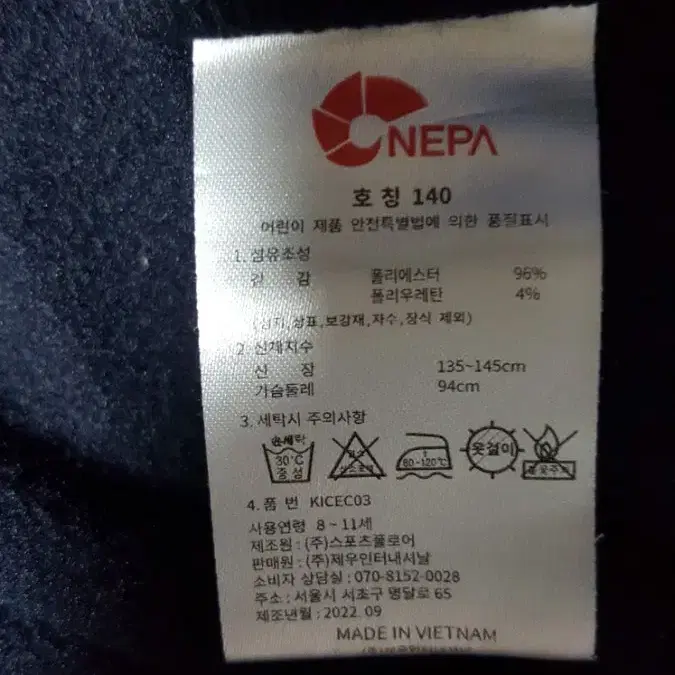 NEPA
호칭 140
어린이 제품 안전특별법에 의한 품질표시
1. 섬유조성
겉 감 폴리에스터 96%
폴리우레탄 4%
(심지,상표,보강재,자수,장식 제외)
2. 신체치수
신 장 135~145cm
가슴둘레 94cm
3. 세탁시 주의사항
손세탁
30°C
중성
염소
산소표백
80~120°C
옷걸이
4.품 번 KICEC03
사용연령 8~11세
제조원 : (주)스포츠플로어
판매원 : (주)제우인터내셔날
소비자 상담실 : 070-8152-0028
주소 : 서울시 서초구 명달로 65
제조년월 : 2022.09
MADE IN VIETNAM